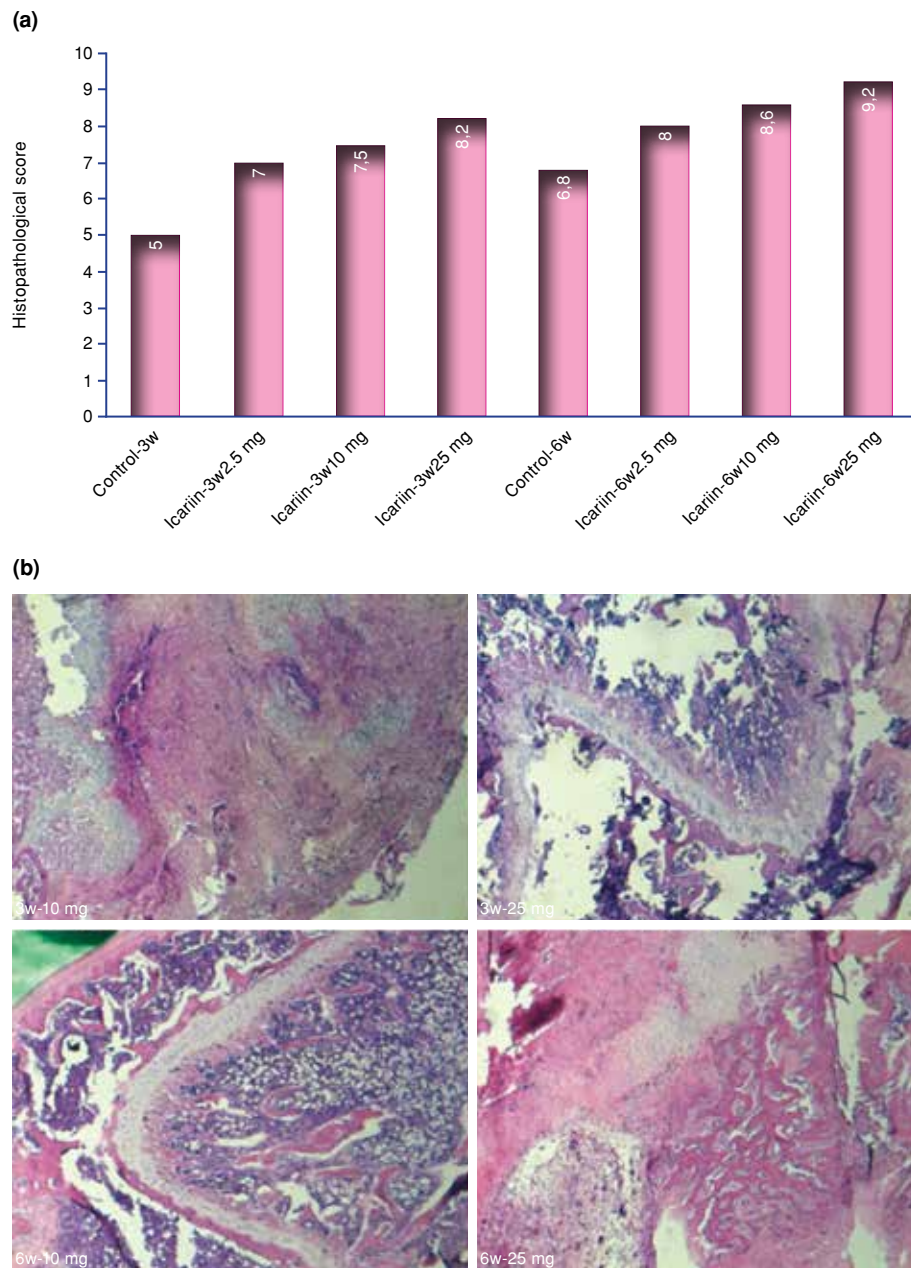 (a)
10
9
8
7
6
5
4
3
2
1
0
Histopathological score
5
7
7,5
8,2
6,8
8
8,6
9,2
Control-3w
Icariin-3w2.5 mg
Icariin-3w10 mg
Icariin-3w25 mg
Control-6w
Icariin-6w2.5 mg
Icariin-6w10 mg
Icariin-6w25 mg
(b)
3w-10 mg
3w-25 mg
6w-10 mg
6w-25 mg